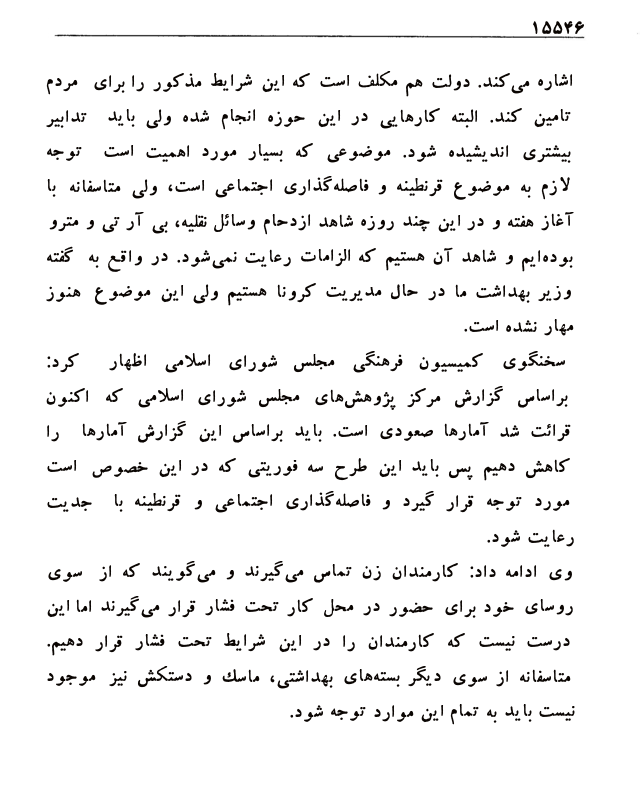 ۱۵۵۴۶
اشاره می‌کند. دولت هم مکلف است که این شرایط مذکور را برای مردم
تامین کند. البته کارهایی در این حوزه انجام شده ولی باید تدابیر
بیشتری اندیشیده شود. موضوعی که بسیار مورد اهمیت است توجه
لازم به موضوع قرنطینه و فاصله‌گذاری اجتماعی است، ولی متاسفانه با
آغاز هفته و در این چند روزه شاهد ازدحام وسائل نقلیه، بی آر تی و مترو
بوده‌ایم و شاهد آن هستیم که الزامات رعایت نمی‌شود. در واقع به گفته
وزیر بهداشت ما در حال مدیریت کرونا هستیم ولی این موضوع هنوز
مهار نشده است.
سخنگوی کمیسیون فرهنگی مجلس شورای اسلامی اظهار کرد:
براساس گزارش مرکز پژوهش‌های مجلس شورای اسلامی که اکنون
قرائت شد آمارها صعودی است. باید براساس این گزارش آمارها را
کاهش دهیم پس باید این طرح سه فوریتی که در این خصوص است
مورد توجه قرار گیرد و فاصله‌گذاری اجتماعی و قرنطینه با جدیت
رعایت شود.
وی ادامه داد: کارمندان زن تماس می‌گیرند و می‌گویند که از سوی
روسای خود برای حضور در محل کار تحت فشار قرار می‌گیرند اما این
درست نیست که کارمندان را در این شرایط تحت فشار قرار دهیم.
متاسفانه از سوی دیگر بسته‌های بهداشتی، ماسك و دستکش نیز موجود
نیست باید به تمام این موارد توجه شود.